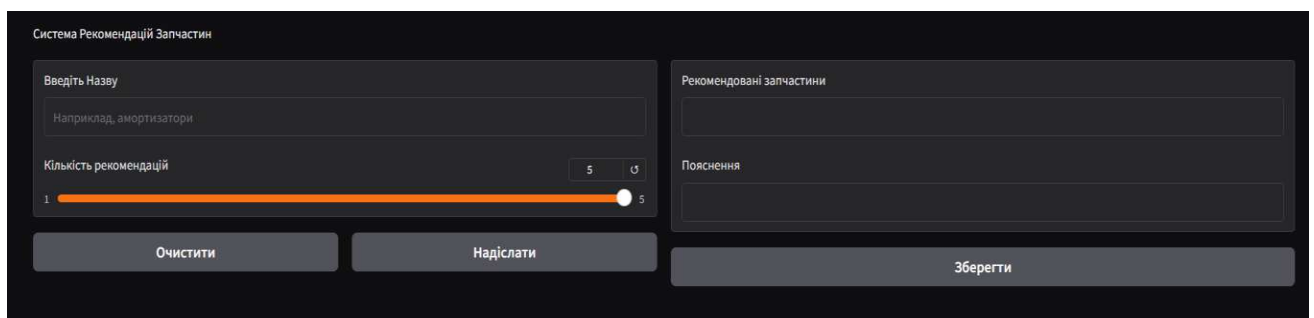 Система Рекомендацій Запчастин
Введіть Назву
Наприклад, амортизатори
Кількість рекомендацій
5
1
5
Очистити
Надіслати
Рекомендовані запчастини
Пояснення
Зберегти